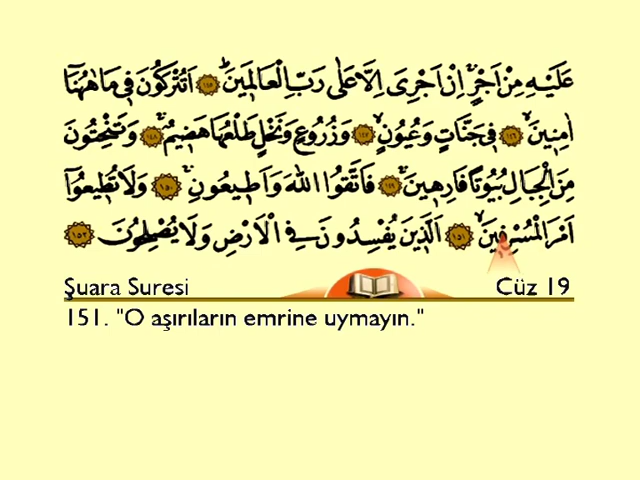 عَلَيْهِ مِنْ اَجْرٍۚ اِنْ اَجْرِىَ اِلَّا عَلٰى رَبِّ الْعَالَم۪ينَۜ ﴿١٤٥﴾ اَتُتْرَكُونَ ف۪ى مَا هٰهُنَٓا
اٰمِن۪ينَۙ ﴿١٤٦﴾ ف۪ى جَنَّاتٍ وَعُيُونٍۙ ﴿١٤٧﴾ وَزُرُوعٍ وَنَخْلٍ طَلْعُهَا هَض۪يمٌۚ ﴿١٤٨﴾ وَتَنْحِتُونَ
مِنَ الْجِبَالِ بُيُوتًا فَارِه۪ينَۚ ﴿١٤٩﴾ فَاتَّقُوا اللّٰهَ وَاَط۪يعُونِۚ ﴿١٥٠﴾ وَلَا تُط۪يعُٓوا
اَمْرَ الْمُسْرِف۪ينَۙ ﴿١٥١﴾ اَلَّذ۪ينَ يُفْسِدُونَ فِى الْاَرْضِ وَلَا يُصْلِحُونَ ﴿١٥٢﴾
Şuara Suresi Cüz 19
151. "O aşırıların emrine uymayın."